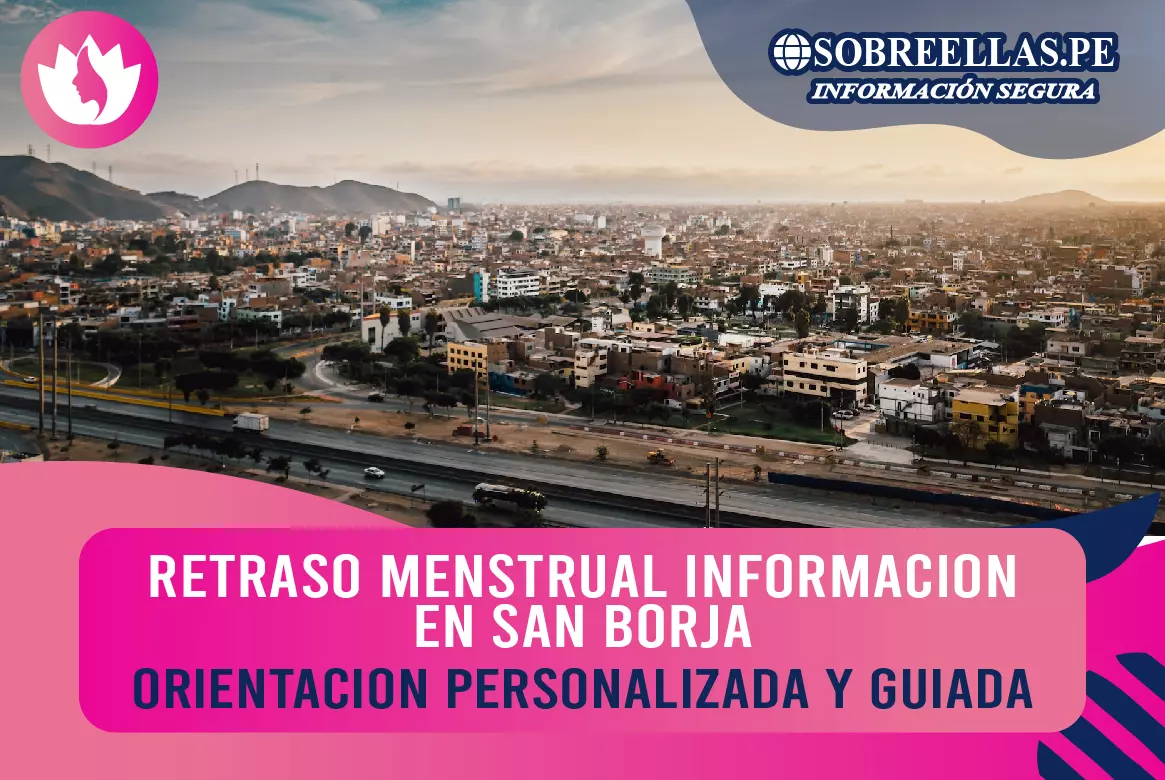 SOBREELLAS.PE
INFORMACIÓN SEGURA
RETRASO MENSTRUAL INFORMACION
EN SAN BORJA
ORIENTACION PERSONALIZADA Y GUIADA